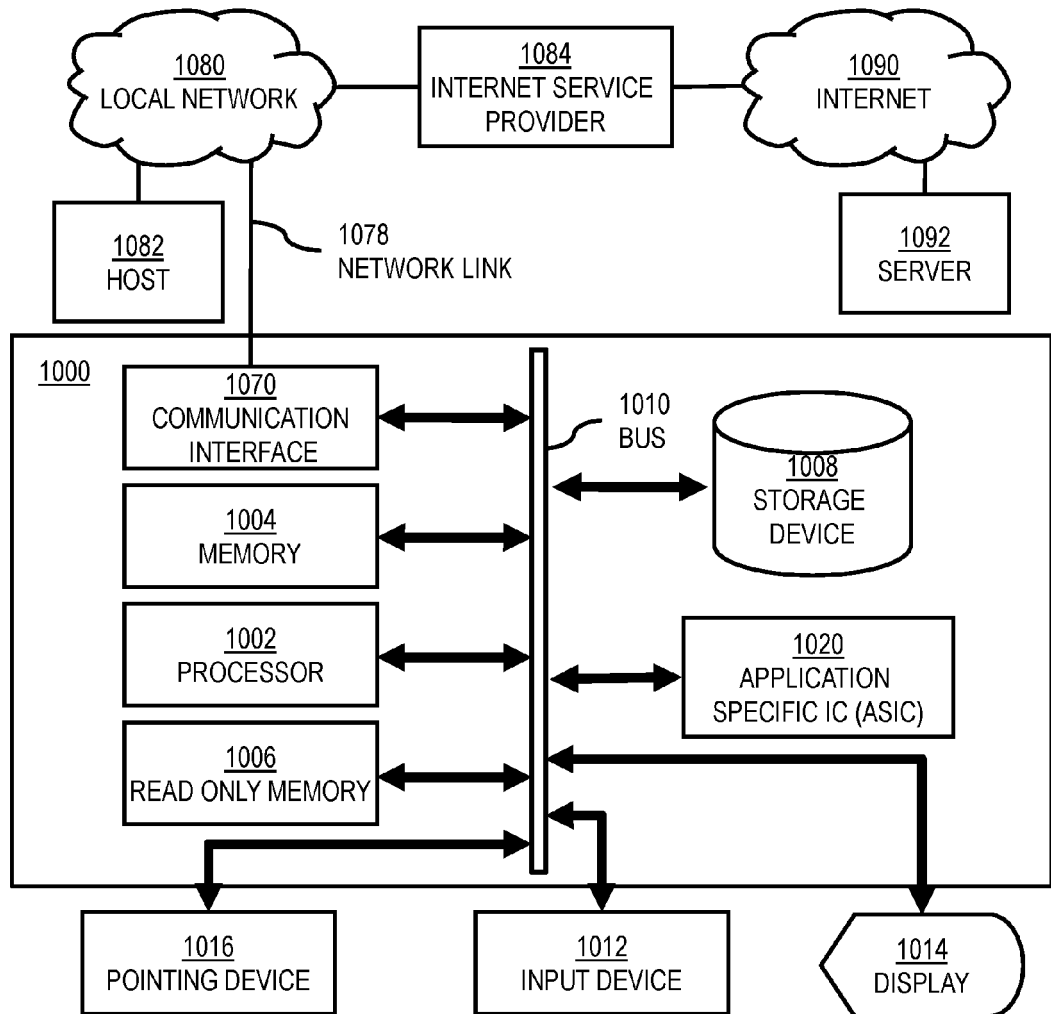 1080
LOCAL NETWORK
1084
INTERNET SERVICE
PROVIDER
1090
INTERNET
1082
HOST
1078
NETWORK LINK
1092
SERVER
1000
1070
COMMUNICATION
INTERFACE
1010
BUS
1008
STORAGE
DEVICE
1004
MEMORY
1002
PROCESSOR
1020
APPLICATION
SPECIFIC IC (ASIC)
1006
READ ONLY MEMORY
1016
POINTING DEVICE
1012
INPUT DEVICE
1014
DISPLAY